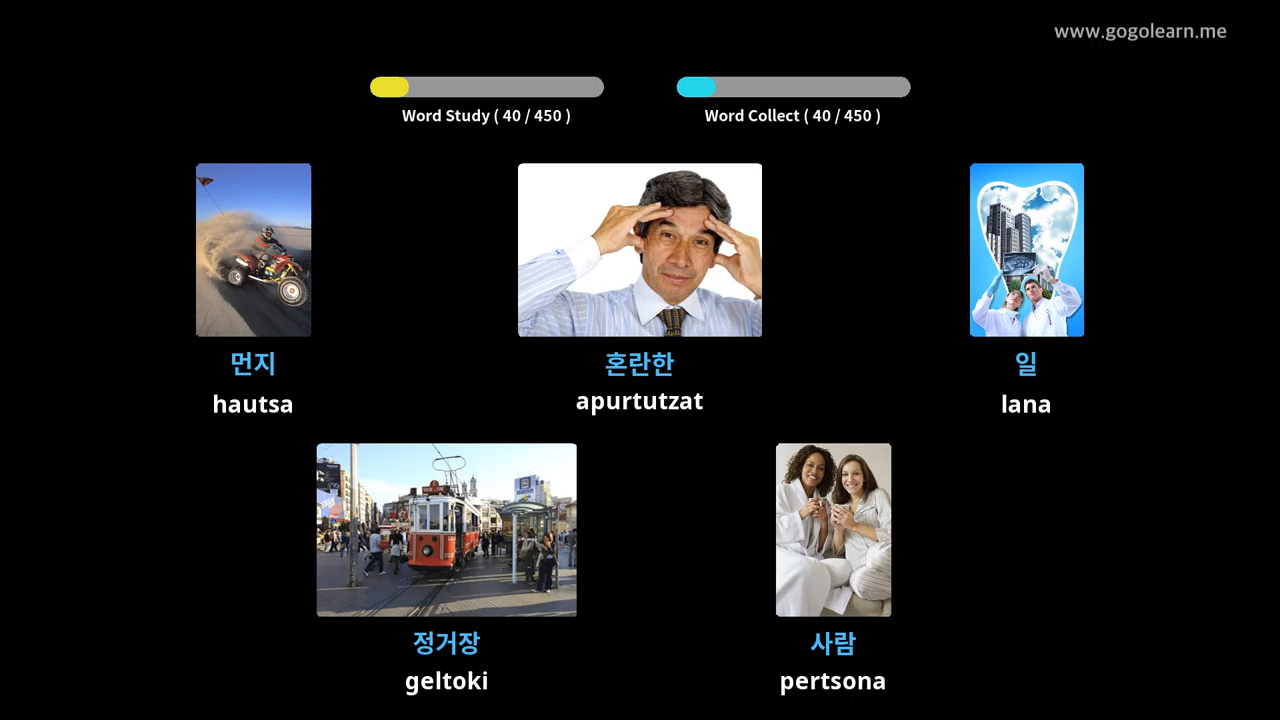 www.gogolearn.me
Word Study ( 40 / 450 )
Word Collect ( 40 / 450 )
먼지
hautsa
혼란한
apurtutzat
일
lana
정거장
geltoki
사람
pertsona